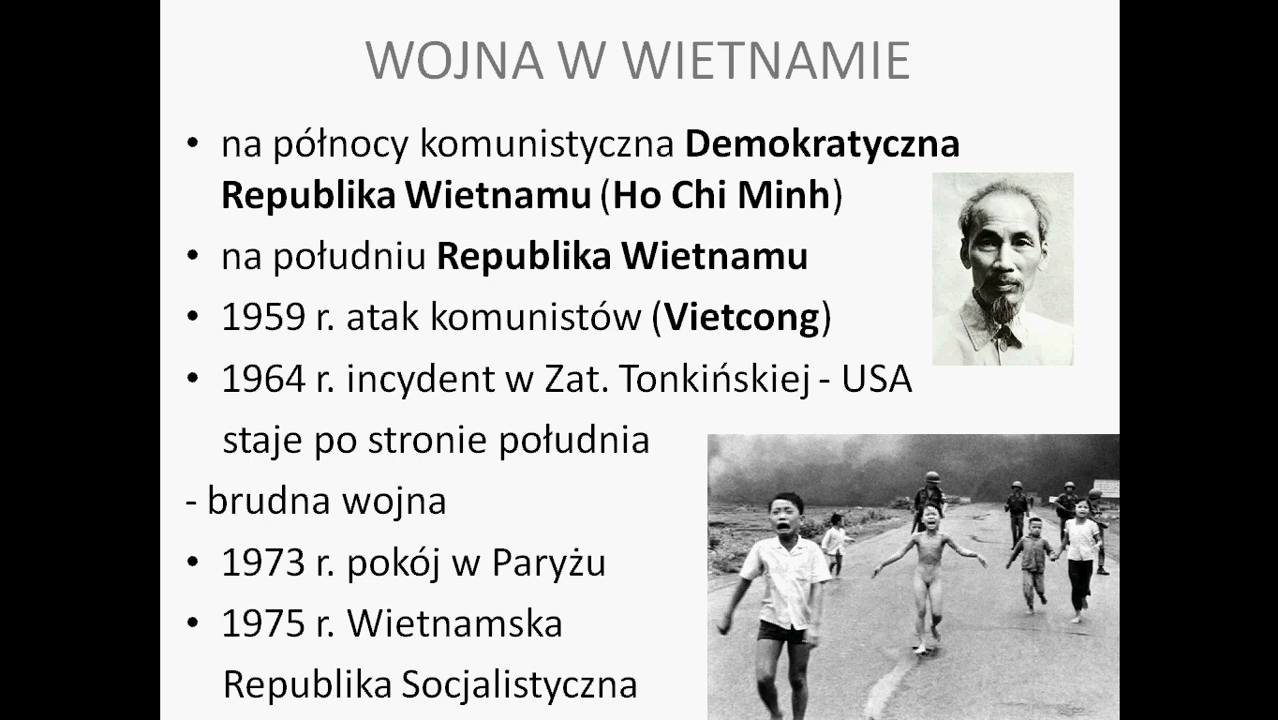 WOJNA W WIETNAMIE
• na północy komunistyczna Demokratyczna
Republika Wietnamu (Ho Chi Minh)
• na południu Republika Wietnamu
• 1959 r. atak komunistów (Vietcong)
• 1964 r. incydent w Zat. Tonkińskiej - USA
staje po stronie południa
- brudna wojna
• 1973 r. pokój w Paryżu
• 1975 r. Wietnamska
Republika Socjalistyczna